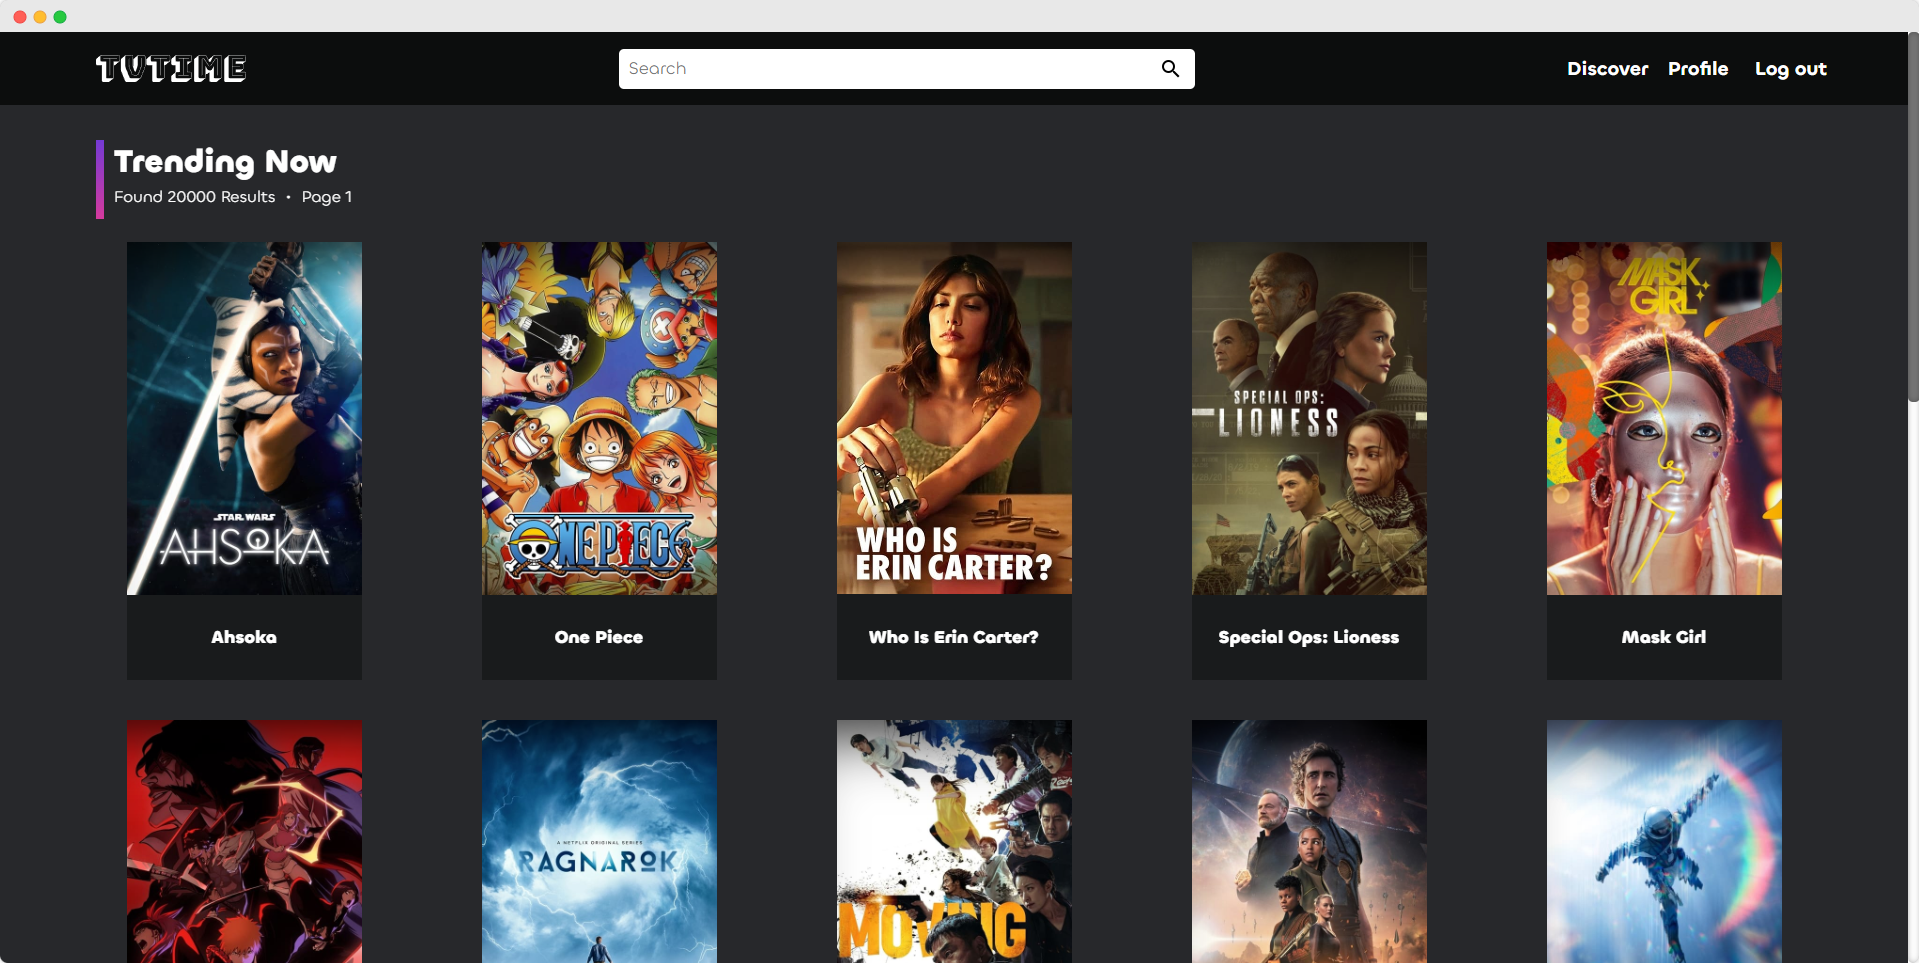 TVTIME
Search
Discover
Profile
Log out
Trending Now
Found 20000 Results • Page 1
STAR WARS
AHSOKA
ONE PIECE
WHO IS
ERIN CARTER?
SPECIAL OPS:
LIONESS
MASK
GIRL
Ahsoka
One Piece
Who Is Erin Carter?
Special Ops: Lioness
Mask Girl
A NETFLIX ORIGINAL SERIES
RAGNAROK
MOVING